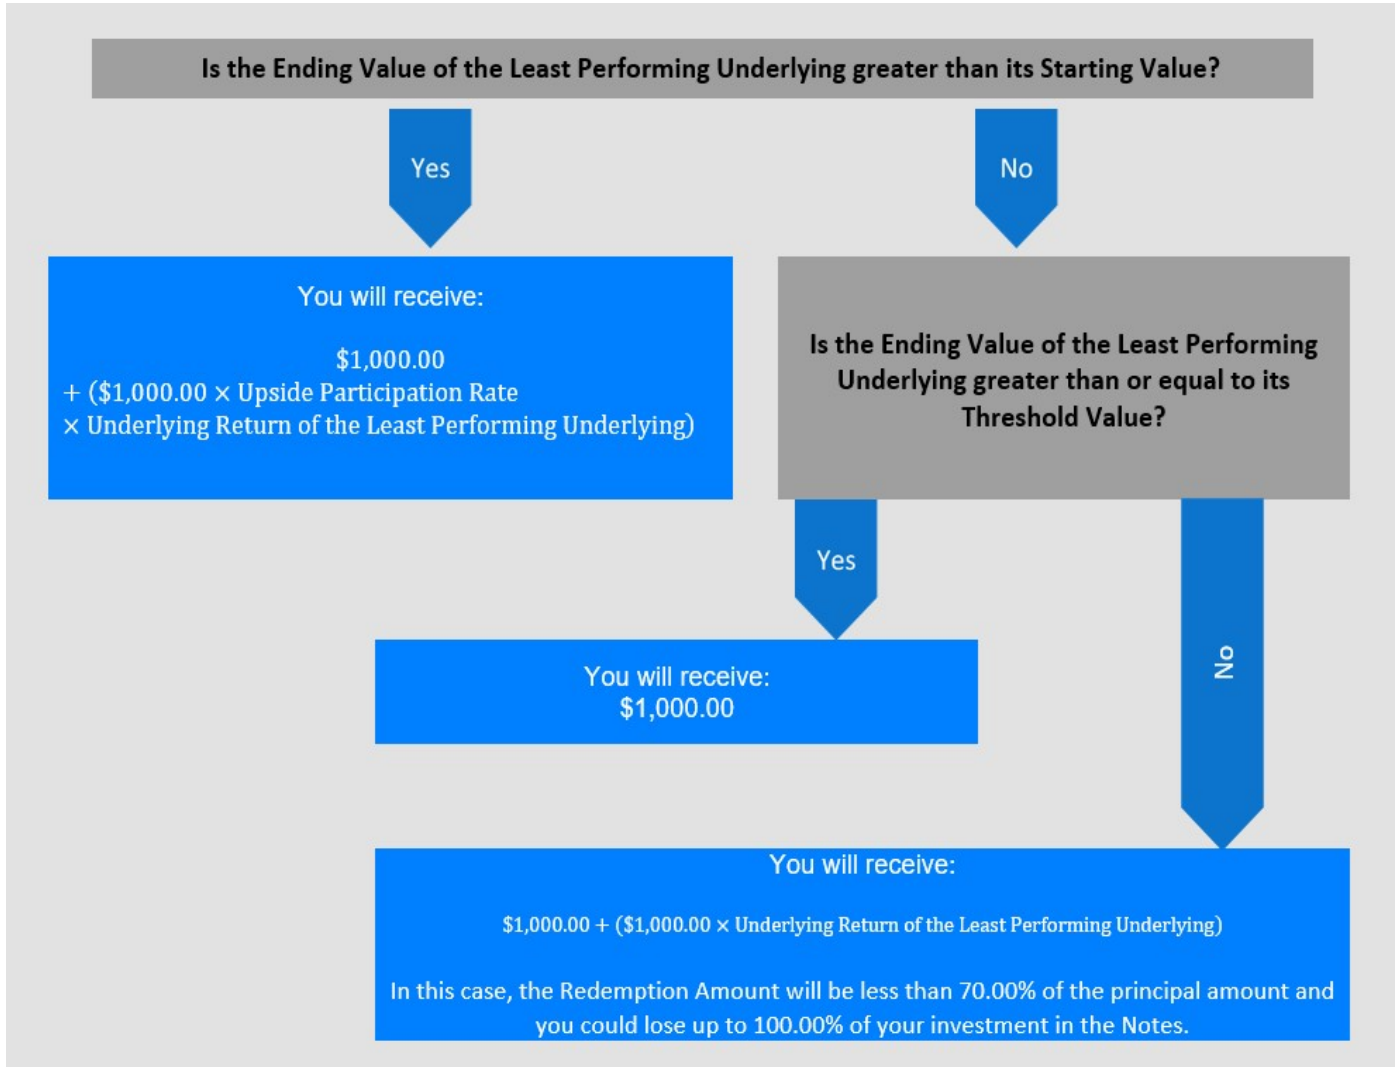 Is the Ending Value of the Least Performing Underlying greater than its Starting Value?
Yes
No
You will receive:
$1,000.00
+ ($1,000.00 × Upside Participation Rate
× Underlying Return of the Least Performing Underlying)
Is the Ending Value of the Least Performing
Underlying greater than or equal to its
Threshold Value?
Yes
No
You will receive:
$1,000.00
You will receive:
$1,000.00 + ($1,000.00 × Underlying Return of the Least Performing Underlying)
In this case, the Redemption Amount will be less than 70.00% of the principal amount and
you could lose up to 100.00% of your investment in the Notes.